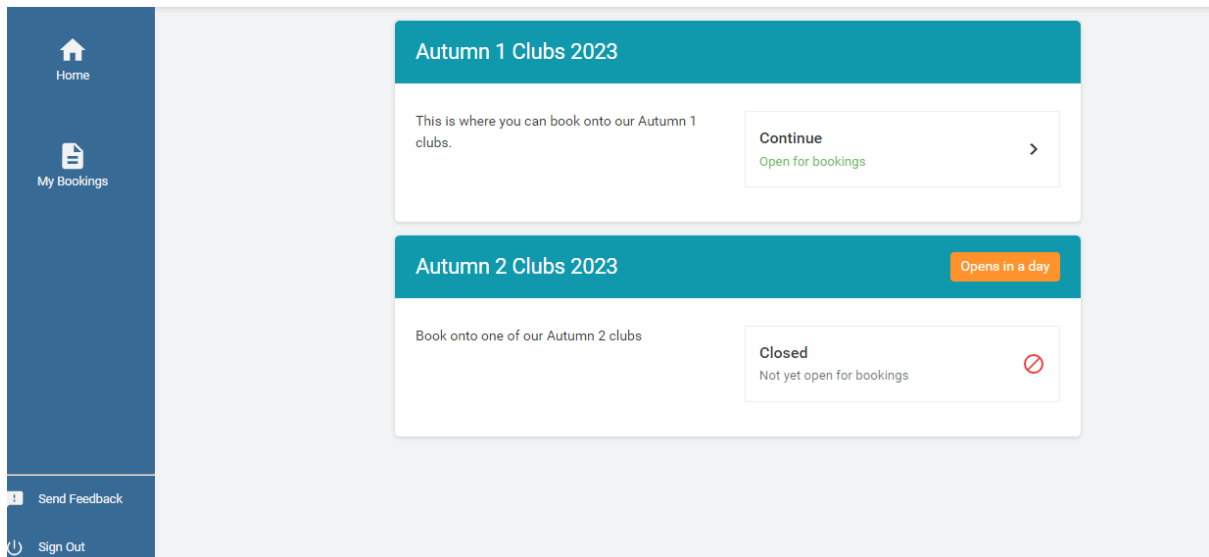 Home
My Bookings
Send Feedback
Sign Out
Autumn 1 Clubs 2023
This is where you can book onto our Autumn 1
clubs.
Continue
Open for bookings
Autumn 2 Clubs 2023
Opens in a day
Book onto one of our Autumn 2 clubs
Closed
Not yet open for bookings